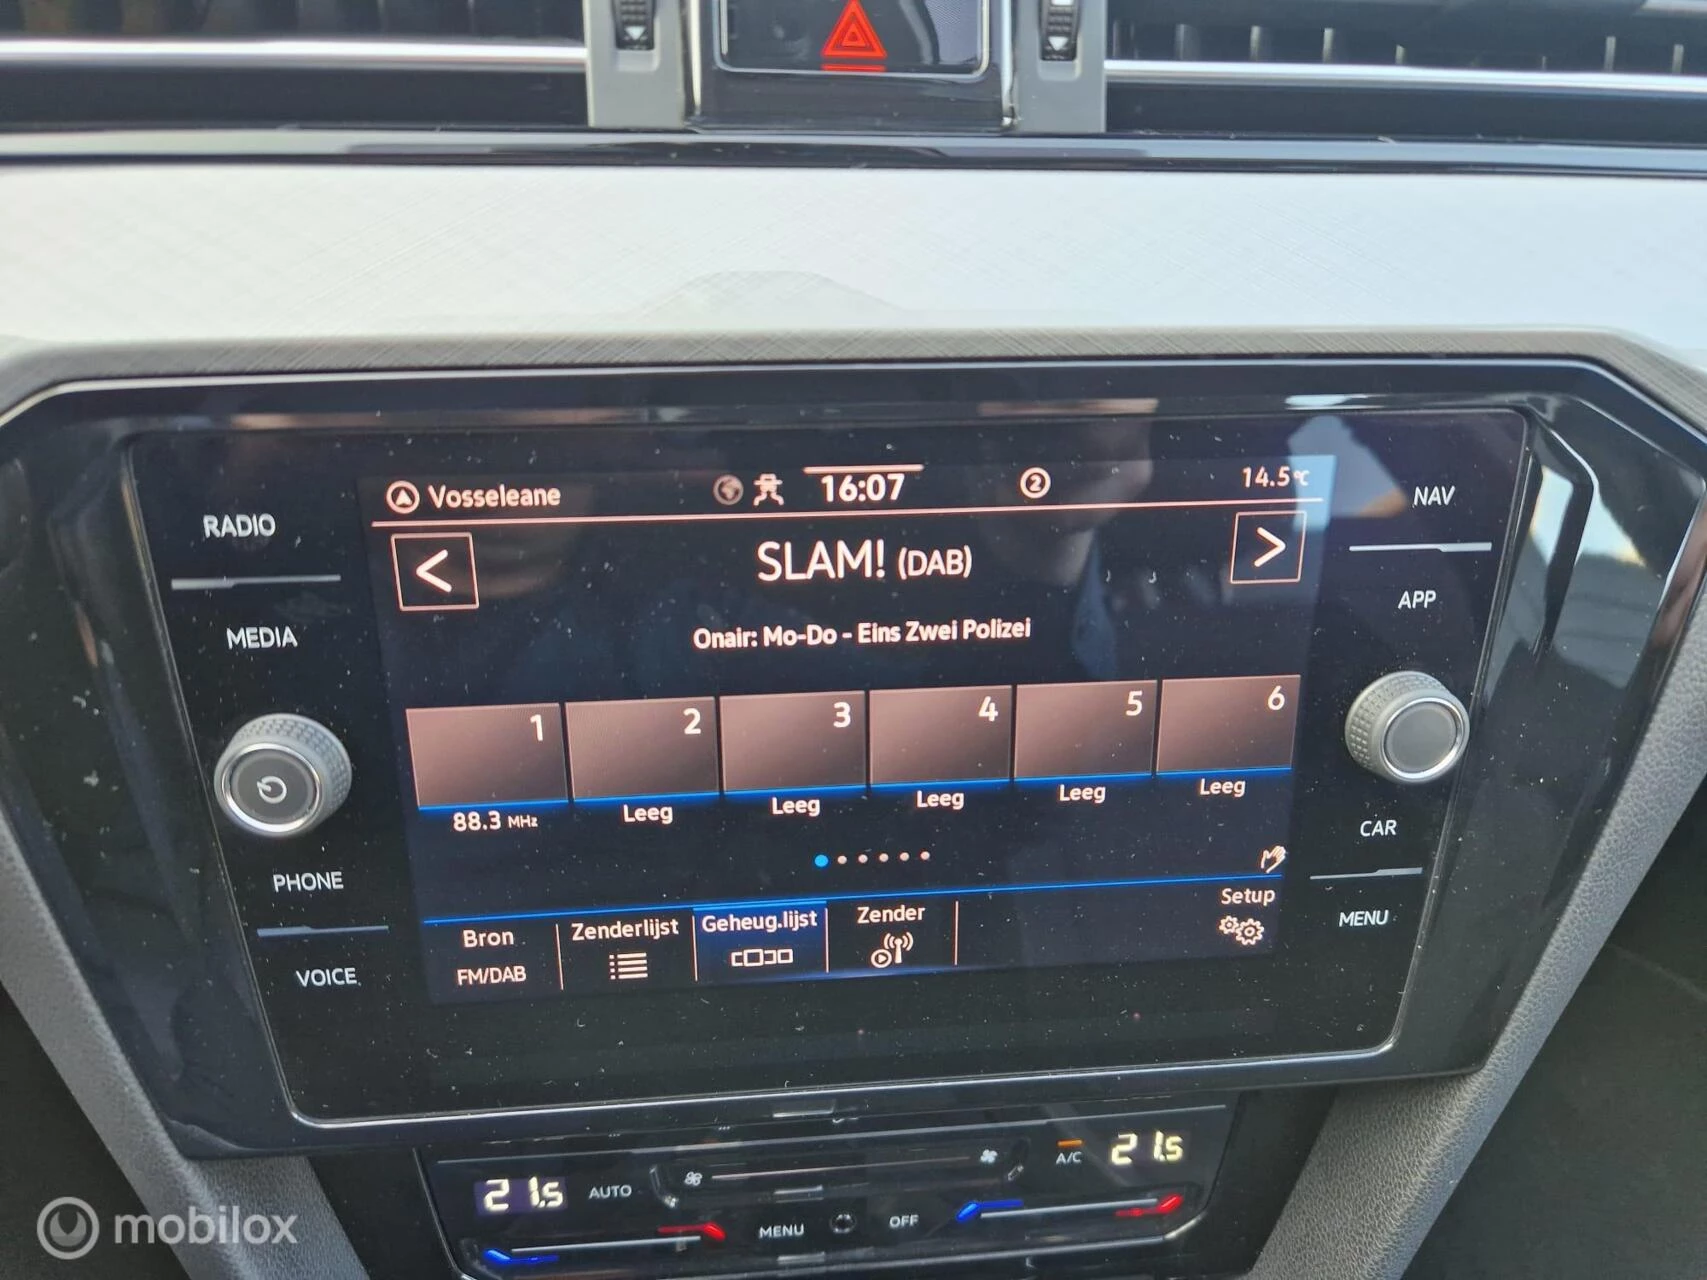 Vosseleane
16:07
2
14.5°C
RADIO
MEDIA
PHONE
VOICE
NAV
APP
CAR
MENU
<
SLAM! (DAB)
>
Onair: Mo-Do - Eins Zwei Polizei
1 2 3 4 5 6
88.3 MHz Leeg Leeg Leeg Leeg Leeg
Bron
FM/DAB
Zenderlijst
Geheug.lijst
Zender
Setup
21.5 AUTO
A/C 21.5
MENU OFF
mobilox